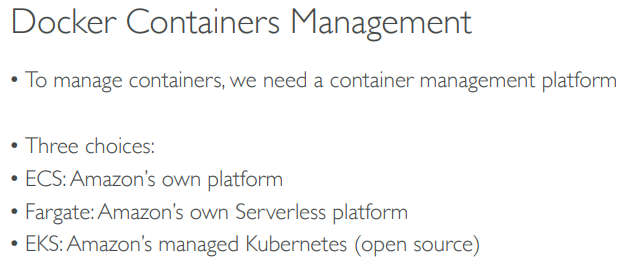 Docker Containers Management
• To manage containers, we need a container management platform
• Three choices:
• ECS: Amazon's own platform
• Fargate: Amazon's own Serverless platform
• EKS: Amazon's managed Kubernetes (open source)